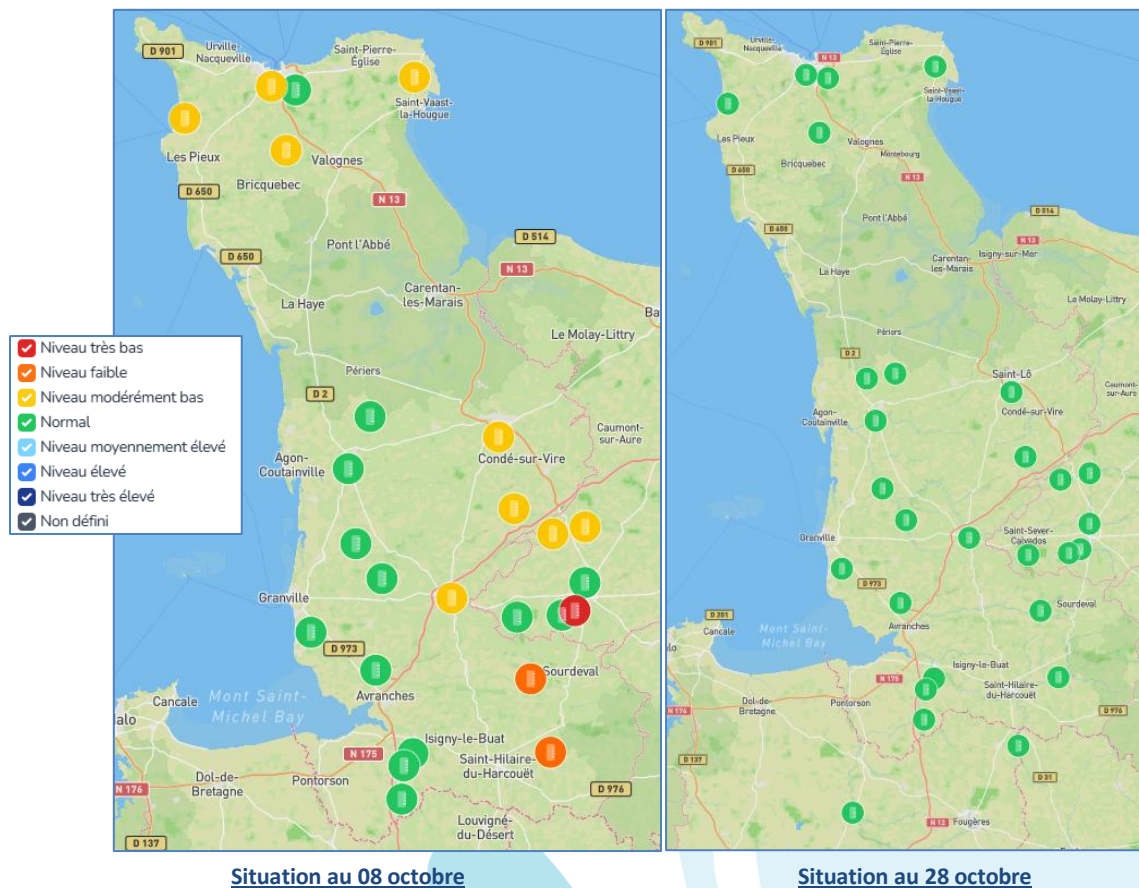 D 901
Urville-
Nacqueville
Saint-Pierre-
Église
Saint-Vaast-
la-Hougue
Les Pieux
Valognes
D 650
Bricquebec
N 13
Pont l'Abbé
D 514
D 650
N 13
Carentan-
les-Marais
La Haye
Ba
Le Molay-Littry
Périers
D 2
Caumont-
sur-Aure
Agon-
Coutainville
Condé-sur-Vire
Granville
D 973
Sourdeval
Avranches
Cancale
Mont Saint-
Michel Bay
alo
Isigny-le-Buat
N 175
Saint-Hilaire-
du-Harcouët
Dol-de-
Bretagne
Pontorson
N 176
D 976
Louvigné-
du-Désert
D 137
Niveau très bas
Niveau faible
Niveau modérément bas
Normal
Niveau moyennement élevé
Niveau élevé
Niveau très élevé
Non défini
D 901
Urville-
Nacqueville
N 13
Saint-Pierre-
Église
Saint-Vaast-
la-Hougue
Les Pieux
Valognes
Montebourg
Bricquebec
D 650
N 13
Pont l'Abbé
D 514
D 650
N 13
Carentan-
les-Marais
Isigny-sur-Mer
La Haye
Le Molay-Littry
Périers
D 2
Saint-Lô
Caumont-
sur-Aure
Agon-
Coutainville
Condé-sur-Vire
Granville
Saint-Sever-
Calvados
D 973
Sourdeval
D 201
Cancale
Mont Saint-
Michel Bay
Avranches
alo
Isigny-le-Buat
N 175
Saint-Hilaire-
du-Harcouët
Dol-de-
Bretagne
Pontorson
N 176
D 976
D 137
D 31
N 12
Fougères
Situation au 08 octobre
Situation au 28 octobre